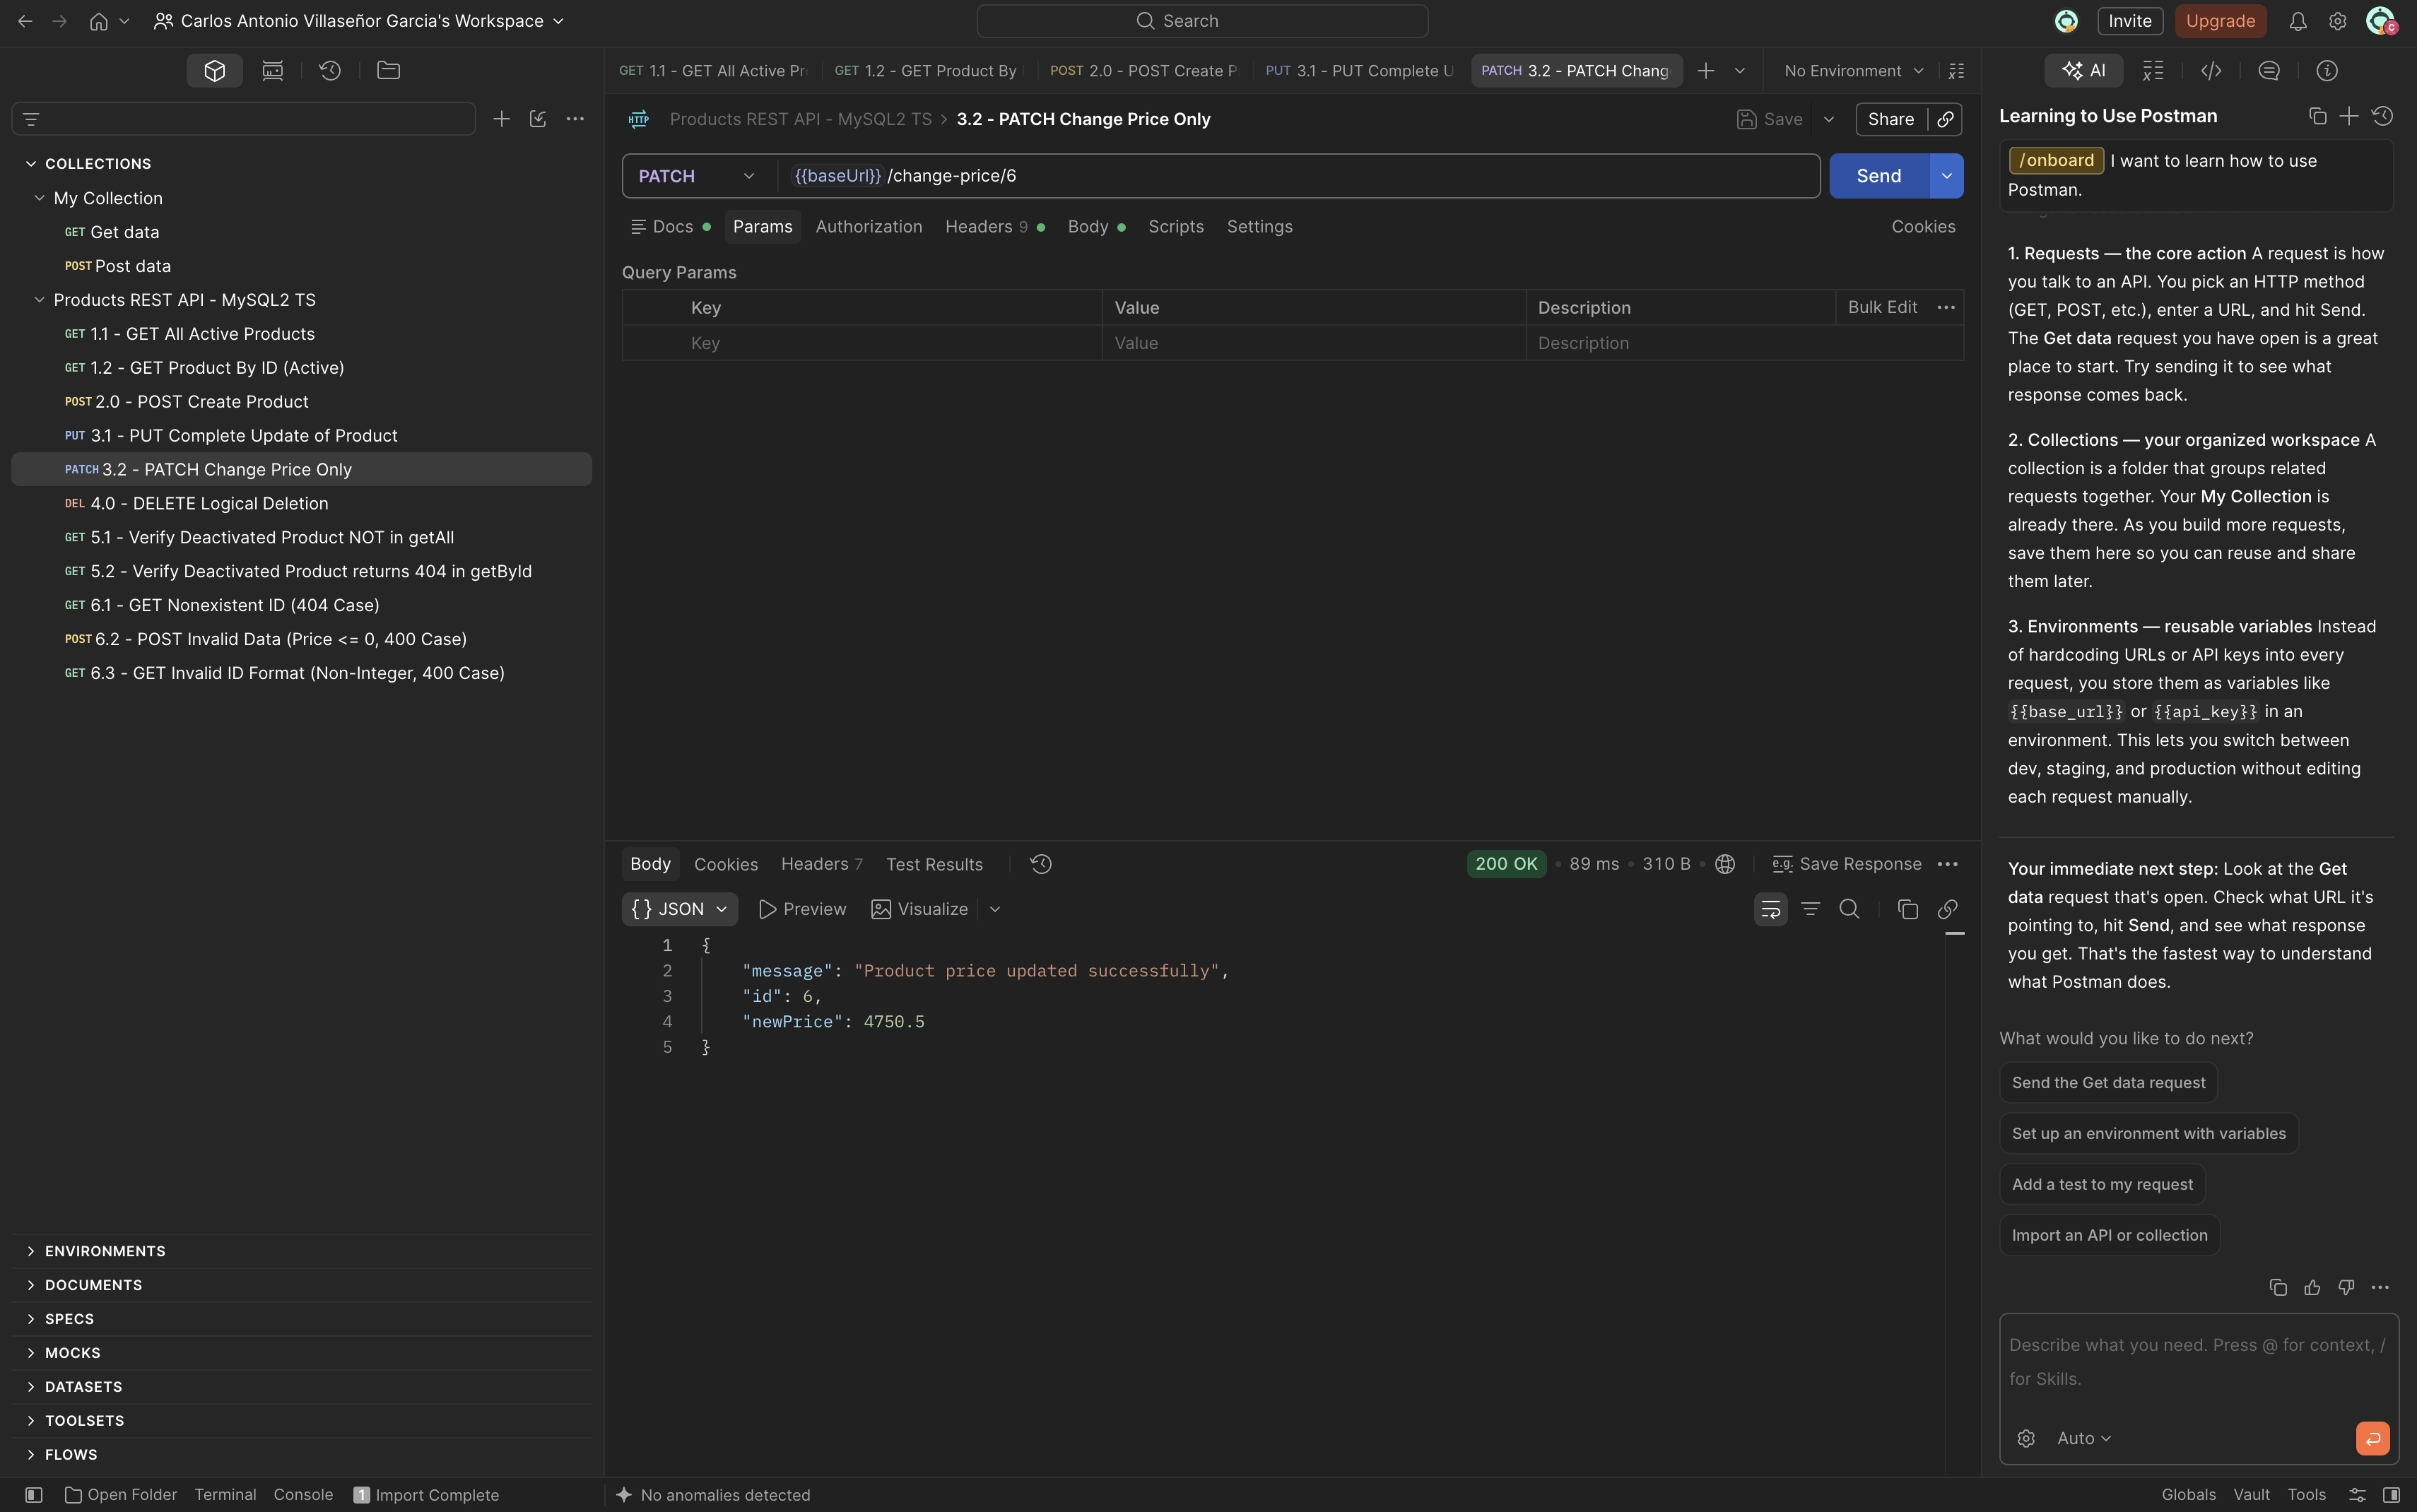 Carlos Antonio Villaseñor Garcia's Workspace
Search
Invite
Upgrade
COLLECTIONS
My Collection
GET Get data
POST Post data
Products REST API - MySQL2 TS
GET 1.1 - GET All Active Products
GET 1.2 - GET Product By ID (Active)
POST 2.0 - POST Create Product
PUT 3.1 - PUT Complete Update of Product
PATCH 3.2 - PATCH Change Price Only
DEL 4.0 - DELETE Logical Deletion
GET 5.1 - Verify Deactivated Product NOT in getAll
GET 5.2 - Verify Deactivated Product returns 404 in getById
GET 6.1 - GET Nonexistent ID (404 Case)
POST 6.2 - POST Invalid Data (Price <= 0, 400 Case)
GET 6.3 - GET Invalid ID Format (Non-Integer, 400 Case)
ENVIRONMENTS
DOCUMENTS
SPECS
MOCKS
DATASETS
TOOLSETS
FLOWS
GET 1.1 - GET All Active Pr
GET 1.2 - GET Product By
POST 2.0 - POST Create P
PUT 3.1 - PUT Complete U
PATCH 3.2 - PATCH Chang
No Environment
HTTP Products REST API - MySQL2 TS > 3.2 - PATCH Change Price Only
Save
Share
PATCH {{baseUrl}} /change-price/6
Send
Docs Params Authorization Headers 9 Body Scripts Settings
Cookies
Query Params
Key Value Description Bulk Edit
Key Value Description
Body Cookies Headers 7 Test Results
200 OK • 89 ms • 310 B
e.g. Save Response
{ } JSON Preview Visualize
1 {
2 "message": "Product price updated successfully",
3 "id": 6,
4 "newPrice": 4750.5
5 }
AI
Learning to Use Postman
/onboard I want to learn how to use
Postman.
1. Requests — the core action A request is how
you talk to an API. You pick an HTTP method
(GET, POST, etc.), enter a URL, and hit Send.
The Get data request you have open is a great
place to start. Try sending it to see what
response comes back.
2. Collections — your organized workspace A
collection is a folder that groups related
requests together. Your My Collection is
already there. As you build more requests,
save them here so you can reuse and share
them later.
3. Environments — reusable variables Instead
of hardcoding URLs or API keys into every
request, you store them as variables like
{{base_url}} or {{api_key}} in an
environment. This lets you switch between
dev, staging, and production without editing
each request manually.
Your immediate next step: Look at the Get
data request that's open. Check what URL it's
pointing to, hit Send, and see what response
you get. That's the fastest way to understand
what Postman does.
What would you like to do next?
Send the Get data request
Set up an environment with variables
Add a test to my request
Import an API or collection
Describe what you need. Press @ for context, /
for Skills.
Auto
Open Folder Terminal Console 1 Import Complete
No anomalies detected
Globals Vault Tools